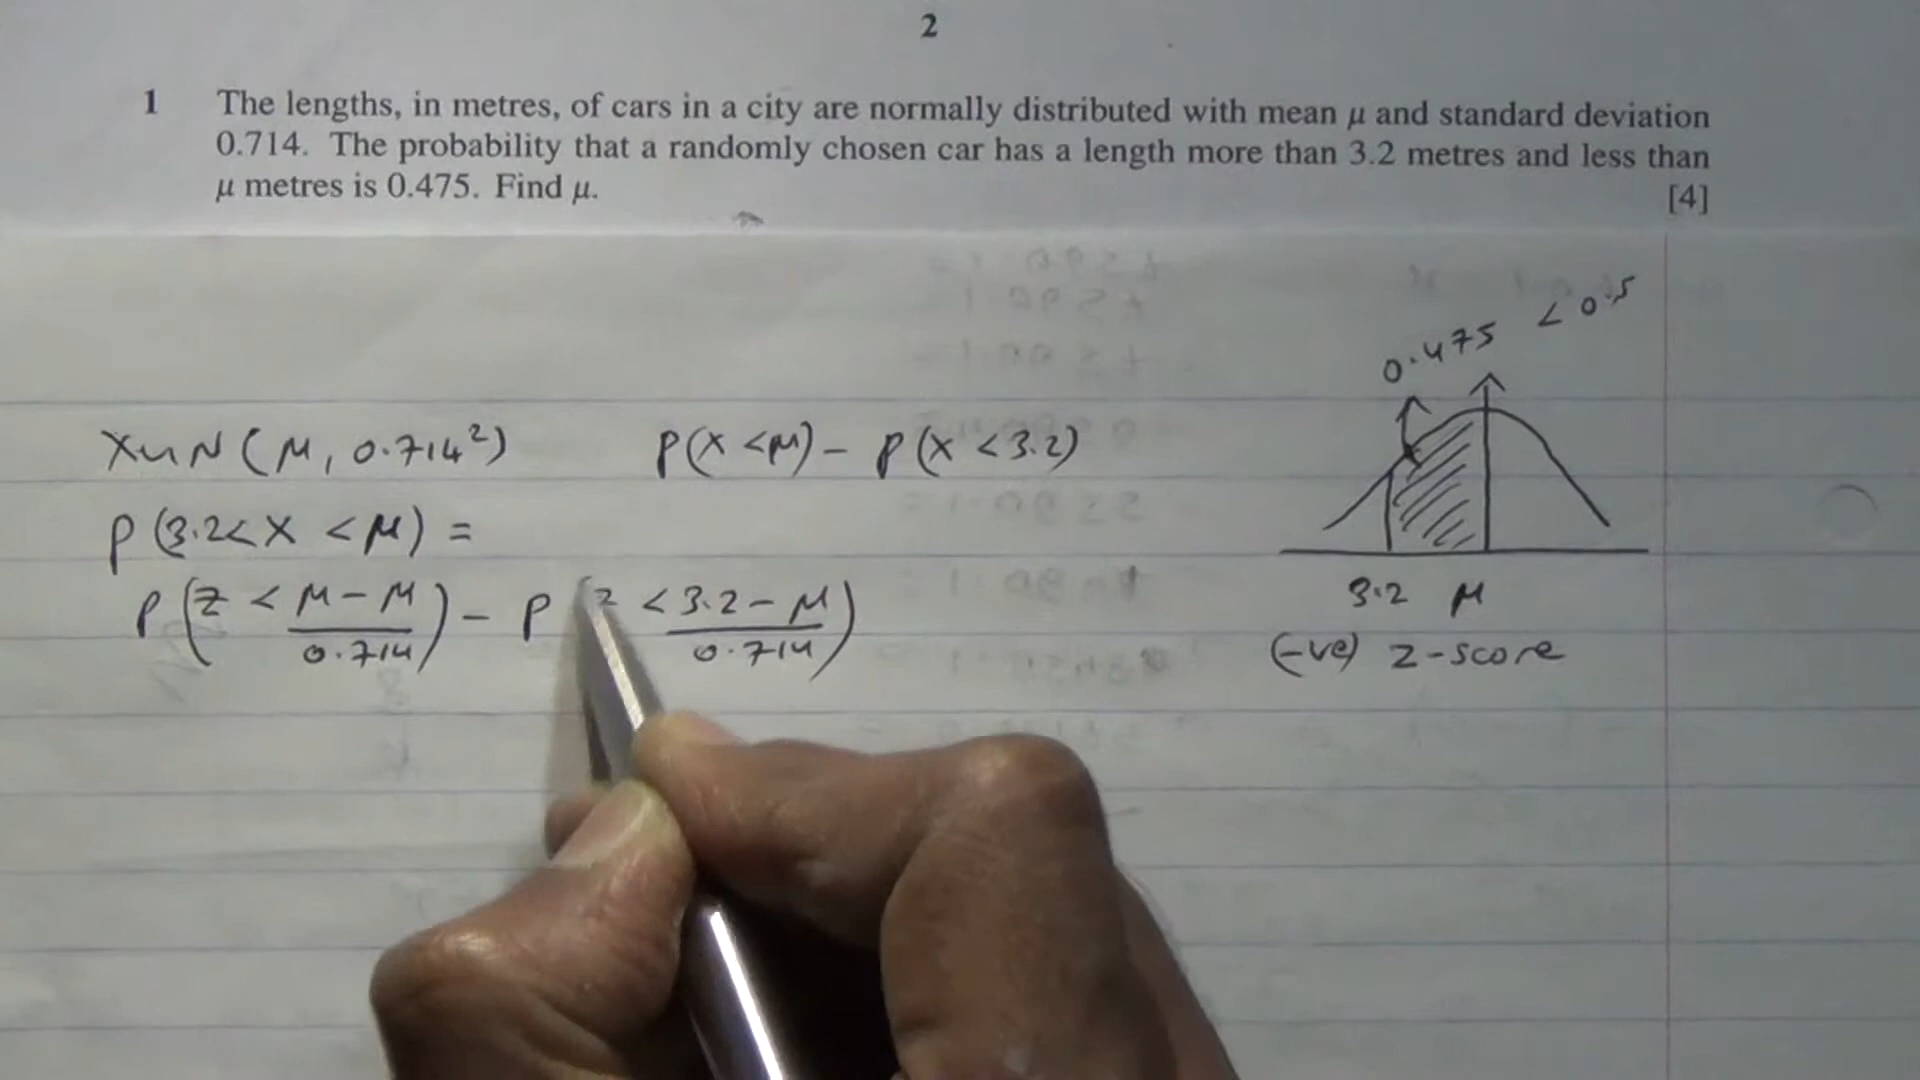 2
1 The lengths, in metres, of cars in a city are normally distributed with mean μ and standard deviation
0.714. The probability that a randomly chosen car has a length more than 3.2 metres and less than
μ metres is 0.475. Find μ.
[4]
0.475 < 0.5
X~N(μ, 0.714²) P(X<μ) - P(X<3.2)
P(3.2<X<μ) =
P(Z < μ-μ/0.714) - P(Z < 3.2-μ/0.714)
3.2 μ
(-ve) z-score